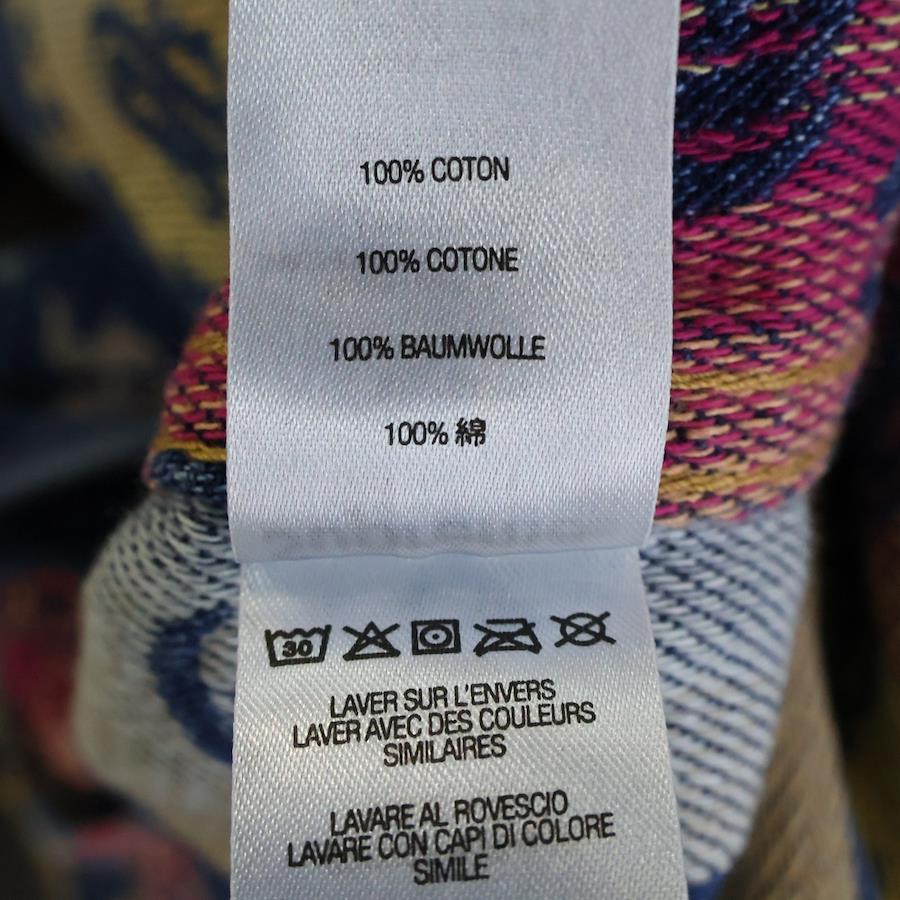 100% COTON
100% COTONE
100% BAUMWOLLE
100% 綿
30
LAVER SUR L'ENVERS
LAVER AVEC DES COULEURS
SIMILAIRES
LAVARE AL ROVESCIO
LAVARE CON CAPI DI COLORE
SIMILE